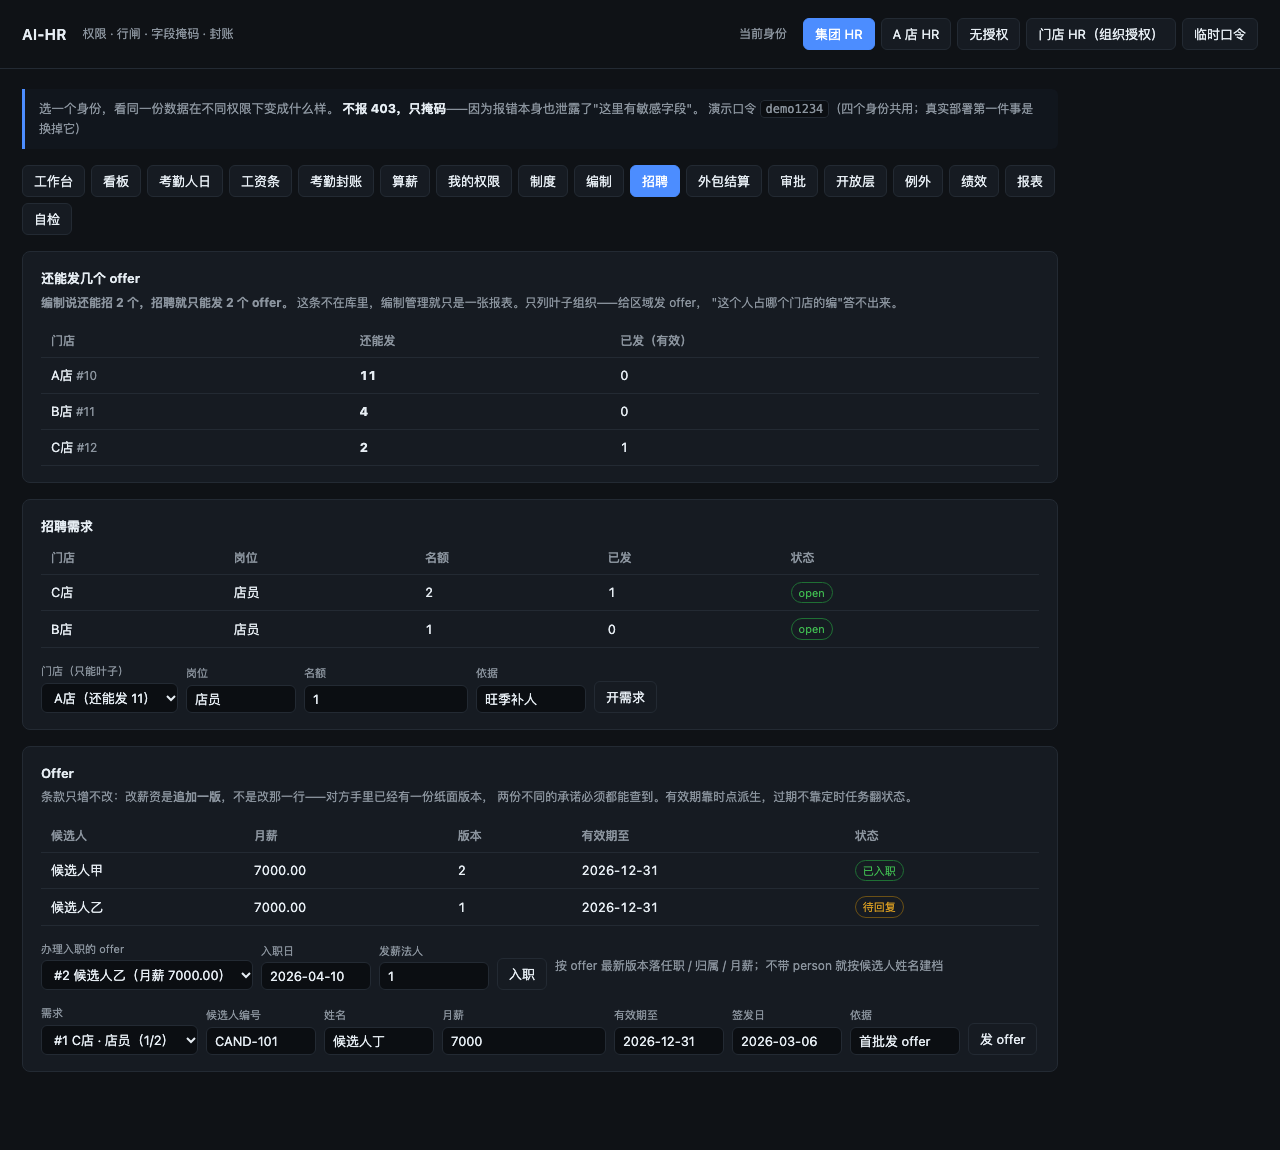 AI-HR 权限 · 行闸 · 字段掩码 · 封账 当前身份 集团 HR A 店 HR 无授权 门店 HR（组织授权） 临时口令
选一个身份，看同一份数据在不同权限下变成什么样。 不报 403，只掩码——因为报错本身也泄露了"这里有敏感字段"。 演示口令 demo1234 （四个身份共用；真实部署第一件事是
换掉它）
工作台 看板 考勤人日 工资条 考勤封账 算薪 我的权限 制度 编制 招聘 外包结算 审批 开放层 例外 绩效 报表
自检
还能发几个 offer
编制说还能招 2 个，招聘就只能发 2 个 offer。 这条不在库里，编制管理就只是一张报表。只列叶子组织——给区域发 offer， "这个人占哪个门店的编"答不出来。
门店 还能发 已发（有效）
A店 #10 11 0
B店 #11 4 0
C店 #12 2 1
招聘需求
门店 岗位 名额 已发 状态
C店 店员 2 1 open
B店 店员 1 0 open
门店（只能叶子） 岗位 名额 依据
A店（还能发 11） 店员 1 旺季补人 开需求
Offer
条款只增不改：改薪资是追加一版，不是改那一行——对方手里已经有一份纸面版本， 两份不同的承诺必须都能查到。有效期靠时点派生，过期不靠定时任务翻状态。
候选人 月薪 版本 有效期至 状态
候选人甲 7000.00 2 2026-12-31 已入职
候选人乙 7000.00 1 2026-12-31 待回复
办理入职的 offer 入职日 发薪法人
#2 候选人乙（月薪 7000.00） 2026-04-10 1 入职 按 offer 最新版本落任职 / 归属 / 月薪；不带 person 就按候选人姓名建档
需求 候选人编号 姓名 月薪 有效期至 签发日 依据
#1 C店 · 店员（1/2） CAND-101 候选人丁 7000 2026-12-31 2026-03-06 首批发 offer 发 offer